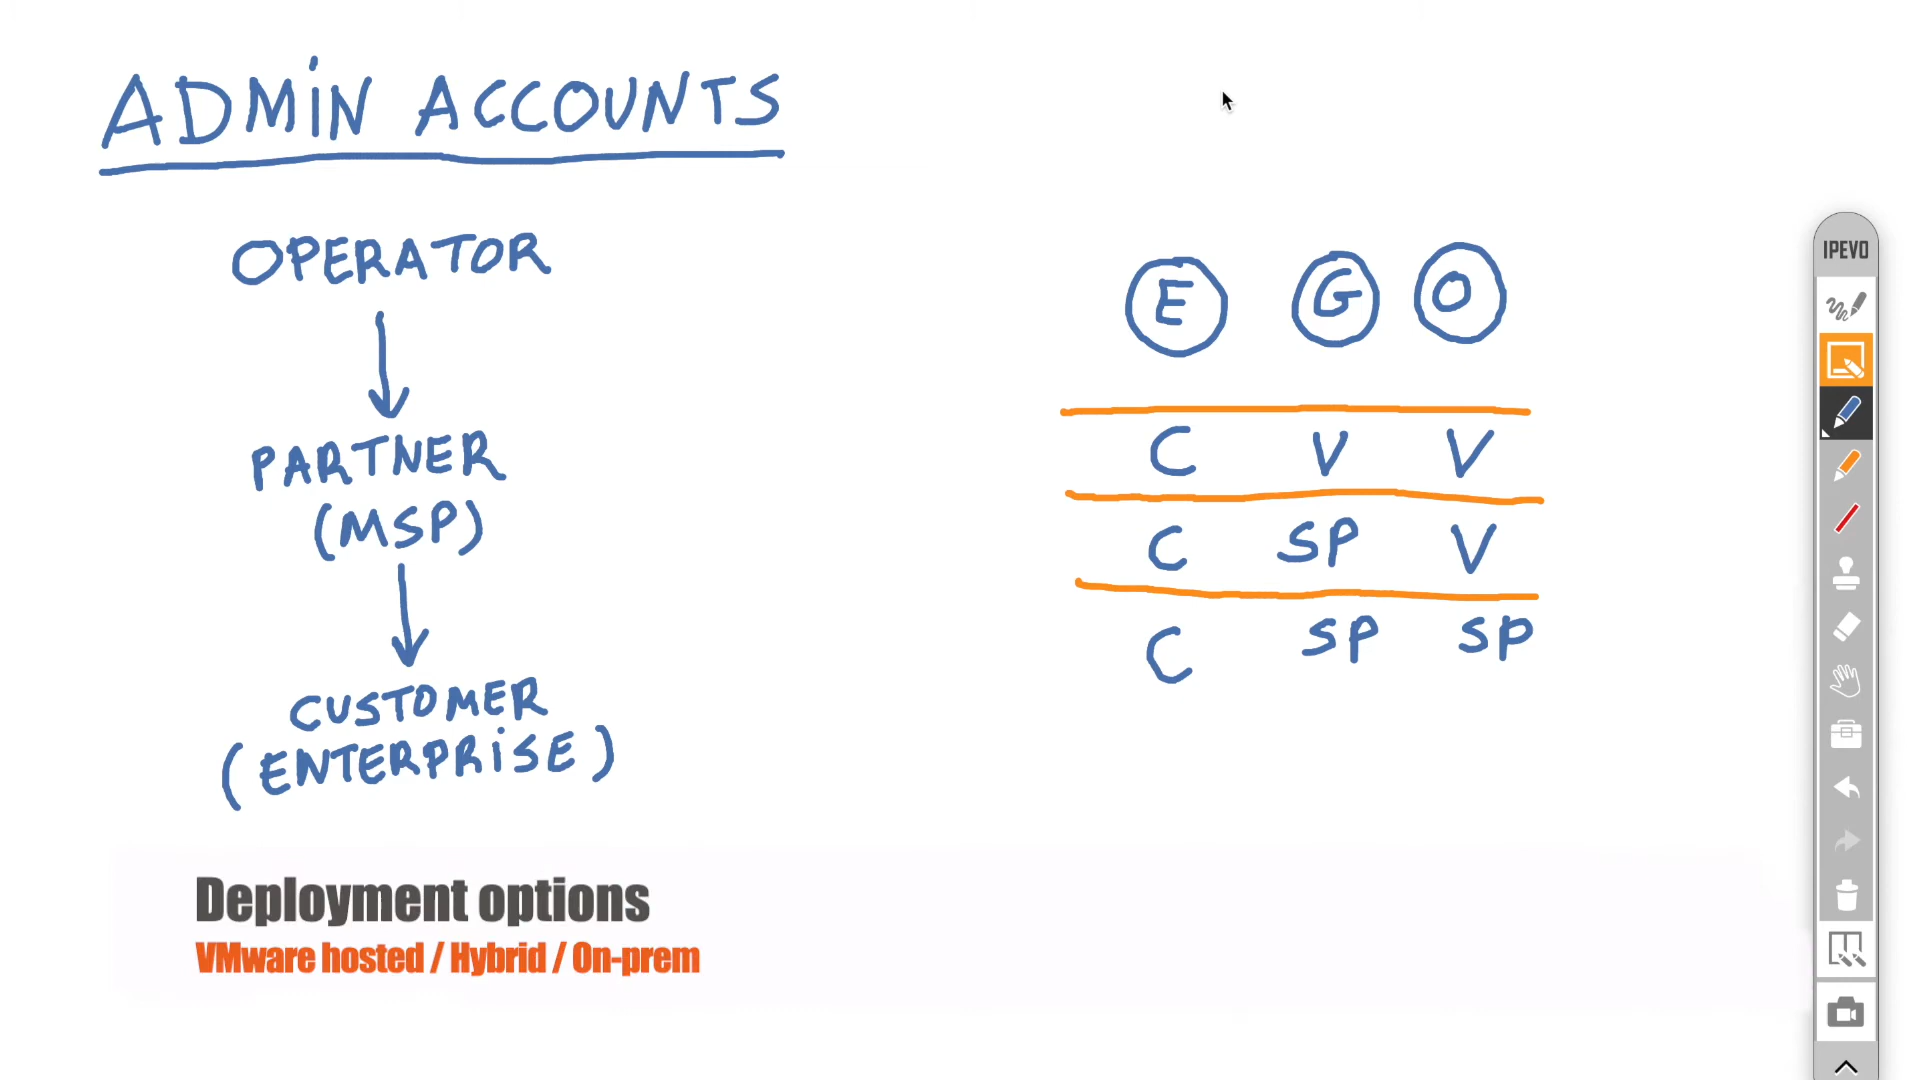 ADMIN ACCOUNTS
OPERATOR
PARTNER
(MSP)
CUSTOMER
(ENTERPRISE)
E G O
C V V
C SP V
C SP SP
Deployment options
VMware hosted / Hybrid / On-prem
IPEVO